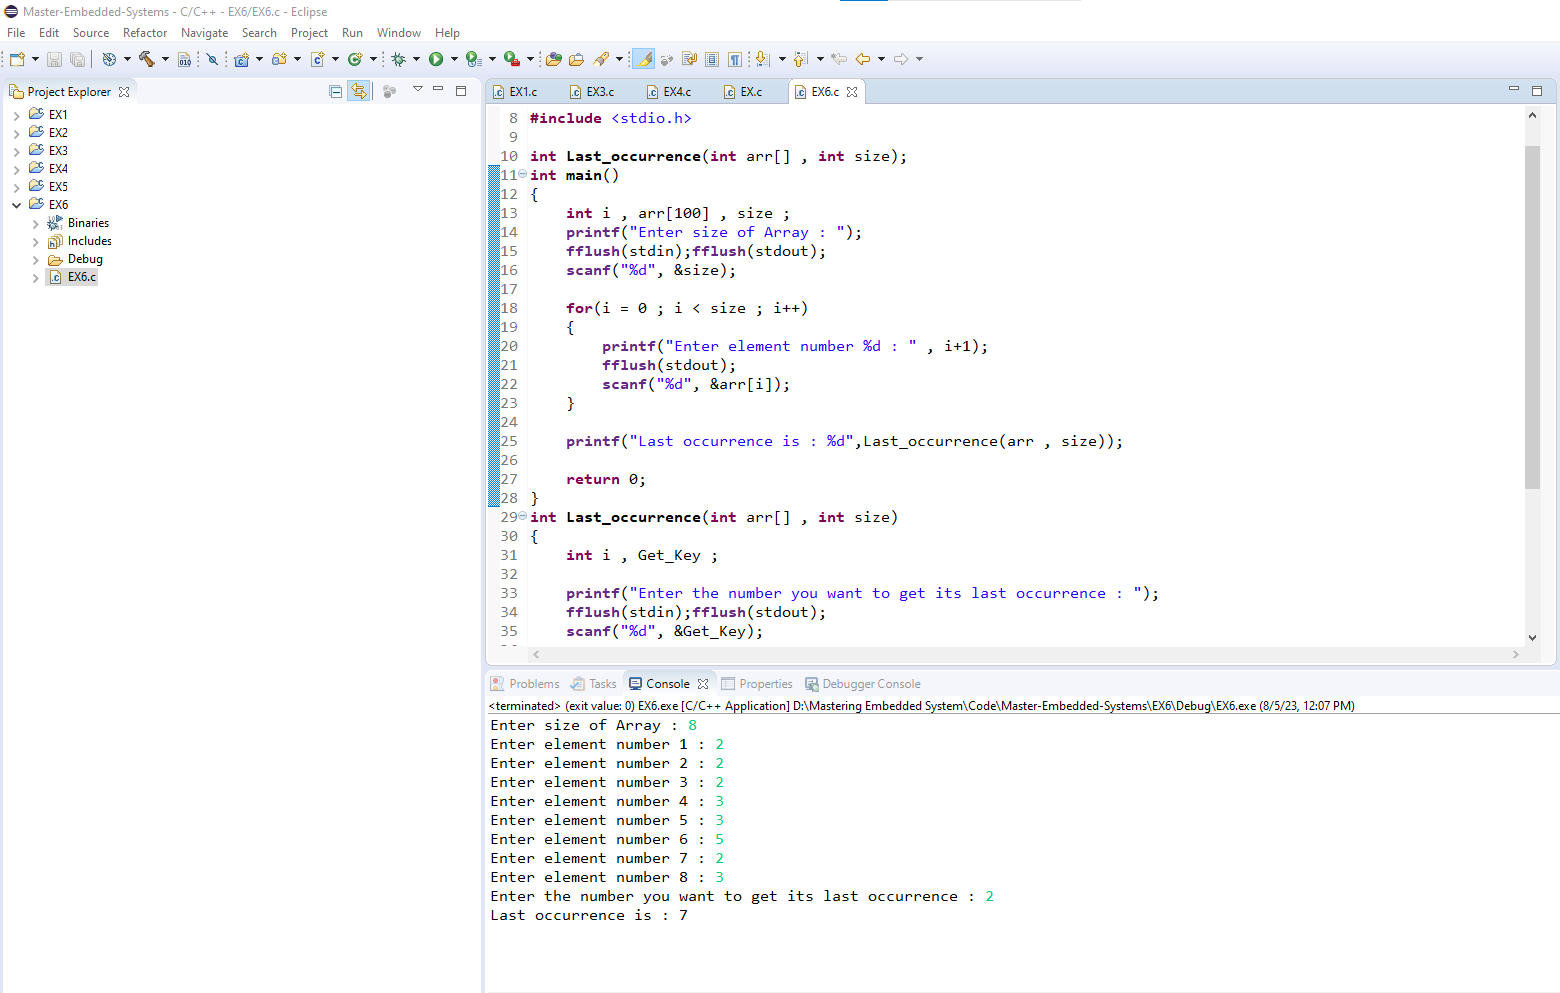 Master-Embedded-Systems - C/C++ - EX6/EX6.c - Eclipse
File Edit Source Refactor Navigate Search Project Run Window Help
Project Explorer
EX1
EX2
EX3
EX4
EX5
EX6
Binaries
Includes
Debug
EX6.c
EX1.c EX3.c EX4.c EX.c EX6.c
8 #include <stdio.h>
9
10 int Last_occurrence(int arr[] , int size);
11 int main()
12 {
13 int i , arr[100] , size ;
14 printf("Enter size of Array : ");
15 fflush(stdin);fflush(stdout);
16 scanf("%d", &size);
17
18 for(i = 0 ; i < size ; i++)
19 {
20 printf("Enter element number %d : " , i+1);
21 fflush(stdout);
22 scanf("%d", &arr[i]);
23 }
24
25 printf("Last occurrence is : %d",Last_occurrence(arr , size));
26
27 return 0;
28 }
29 int Last_occurrence(int arr[] , int size)
30 {
31 int i , Get_Key ;
32
33 printf("Enter the number you want to get its last occurrence : ");
34 fflush(stdin);fflush(stdout);
35 scanf("%d", &Get_Key);
Problems Tasks Console Properties Debugger Console
<terminated> (exit value: 0) EX6.exe [C/C++ Application] D:\Mastering Embedded System\Code\Master-Embedded-Systems\EX6\Debug\EX6.exe (8/5/23, 12:07 PM)
Enter size of Array : 8
Enter element number 1 : 2
Enter element number 2 : 2
Enter element number 3 : 2
Enter element number 4 : 3
Enter element number 5 : 3
Enter element number 6 : 5
Enter element number 7 : 2
Enter element number 8 : 3
Enter the number you want to get its last occurrence : 2
Last occurrence is : 7